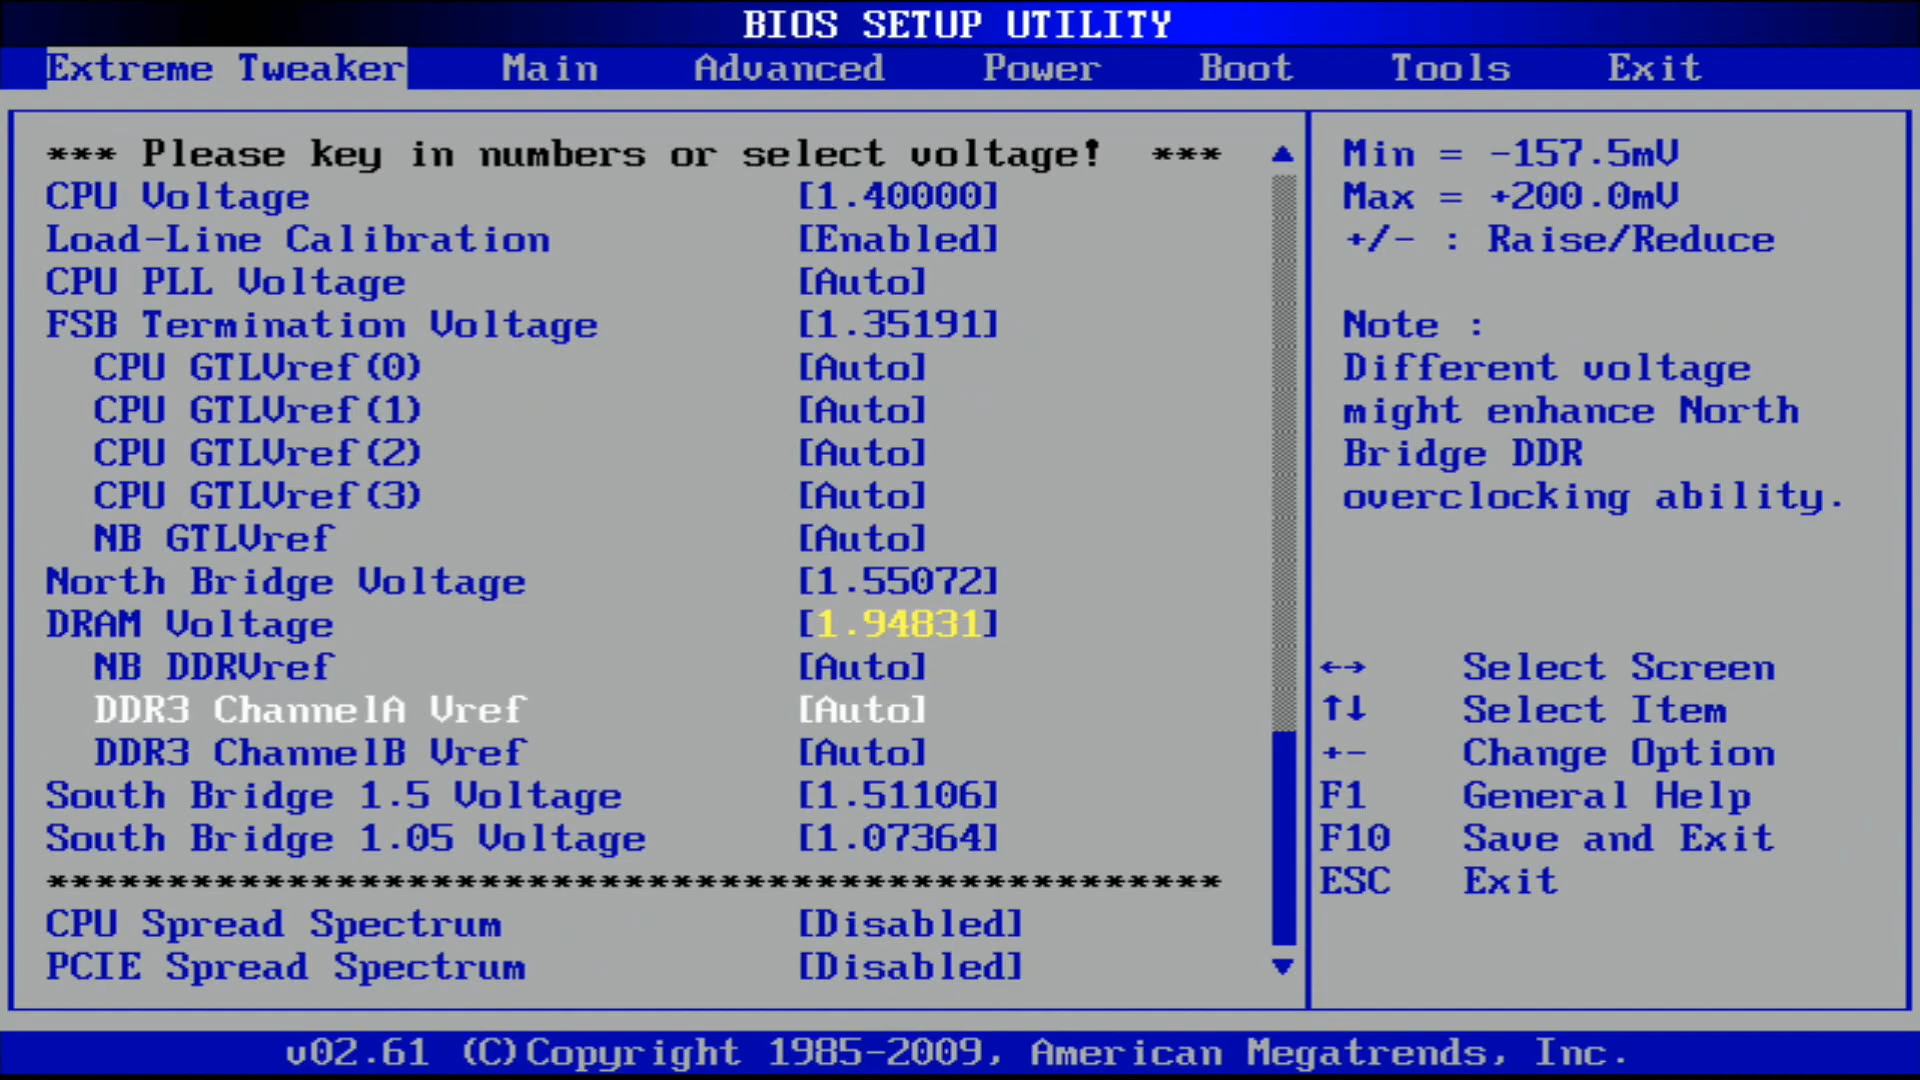 BIOS SETUP UTILITY
Extreme Tweaker Main Advanced Power Boot Tools Exit
*** Please key in numbers or select voltage! ***
CPU Voltage [1.40000]
Load-Line Calibration [Enabled]
CPU PLL Voltage [Auto]
FSB Termination Voltage [1.35191]
CPU GTLVref(0) [Auto]
CPU GTLVref(1) [Auto]
CPU GTLVref(2) [Auto]
CPU GTLVref(3) [Auto]
NB GTLVref [Auto]
North Bridge Voltage [1.55072]
DRAM Voltage [1.94831]
NB DDRVref [Auto]
DDR3 ChannelA Vref [Auto]
DDR3 ChannelB Vref [Auto]
South Bridge 1.5 Voltage [1.51106]
South Bridge 1.05 Voltage [1.07364]
*************************************************
CPU Spread Spectrum [Disabled]
PCIE Spread Spectrum [Disabled]
Min = -157.5mV
Max = +200.0mV
+/- : Raise/Reduce
Note :
Different voltage
might enhance North
Bridge DDR
overclocking ability.
↔ Select Screen
↑↓ Select Item
+- Change Option
F1 General Help
F10 Save and Exit
ESC Exit
v02.61 (C)Copyright 1985-2009, American Megatrends, Inc.